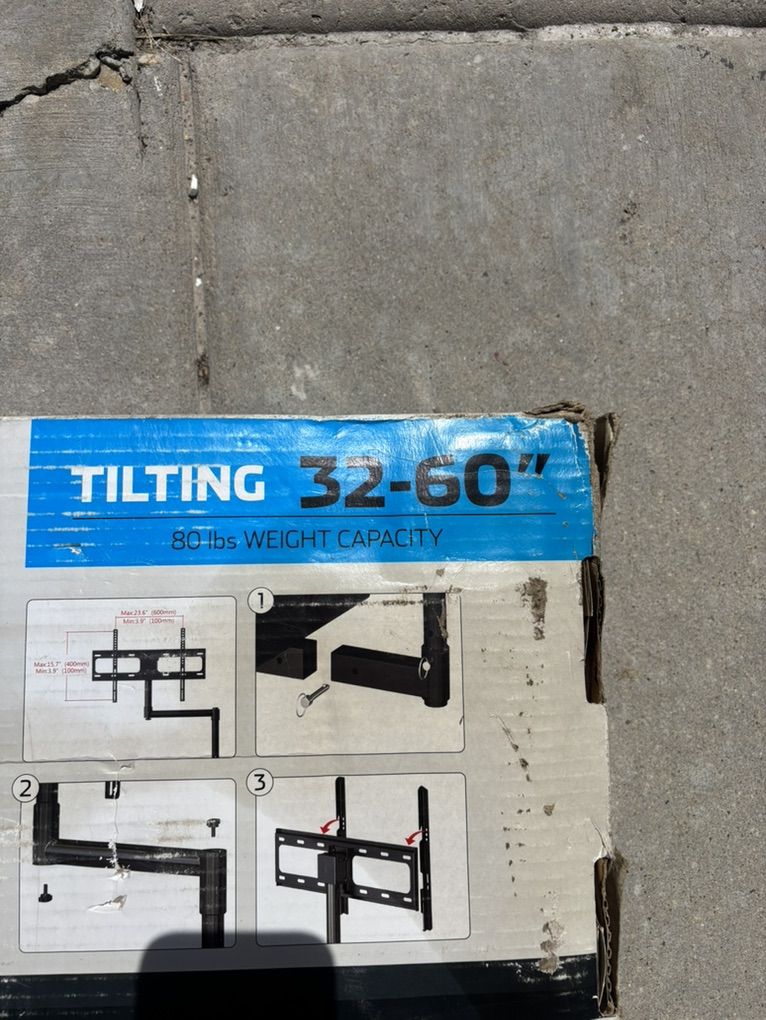 TILTING 32-60"
80 lbs WEIGHT CAPACITY
Max:23.6" (600mm)
Min:3.9" (100mm)
Max:15.7" (400mm)
Min:3.9" (100mm)
1
2
3